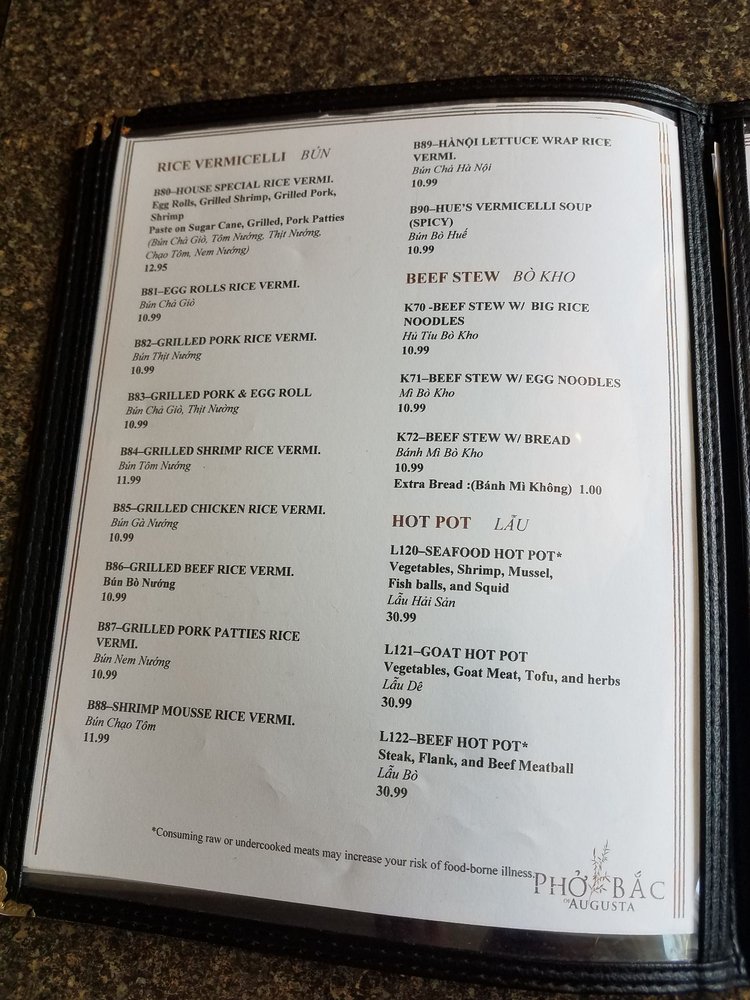 RICE VERMICELLI BÚN
B80–HOUSE SPECIAL RICE VERMI.
Egg Rolls, Grilled Shrimp, Grilled Pork,
Shrimp
Paste on Sugar Cane, Grilled, Pork Patties
(Bún Chả Giò, Tôm Nướng, Thịt Nướng,
Chạo Tôm, Nem Nướng)
12.95
B81–EGG ROLLS RICE VERMI.
Bún Chả Giò
10.99
B82–GRILLED PORK RICE VERMI.
Bún Thịt Nướng
10.99
B83–GRILLED PORK & EGG ROLL
Bún Chả Giò, Thịt Nướng
10.99
B84–GRILLED SHRIMP RICE VERMI.
Bún Tôm Nướng
11.99
B85–GRILLED CHICKEN RICE VERMI.
Bún Gà Nướng
10.99
B86–GRILLED BEEF RICE VERMI.
Bún Bò Nướng
10.99
B87–GRILLED PORK PATTIES RICE
VERMI.
Bún Nem Nướng
10.99
B88–SHRIMP MOUSSE RICE VERMI.
Bún Chạo Tôm
11.99
B89–HÀNỘI LETTUCE WRAP RICE
VERMI.
Bún Chả Hà Nội
10.99
B90–HUE'S VERMICELLI SOUP
(SPICY)
Bún Bò Huế
10.99
BEEF STEW BÒ KHO
K70 -BEEF STEW W/ BIG RICE
NOODLES
Hủ Tíu Bò Kho
10.99
K71–BEEF STEW W/ EGG NOODLES
Mì Bò Kho
10.99
K72–BEEF STEW W/ BREAD
Bánh Mì Bò Kho
10.99
Extra Bread :(Bánh Mì Không) 1.00
HOT POT LẨU
L120–SEAFOOD HOT POT*
Vegetables, Shrimp, Mussel,
Fish balls, and Squid
Lẩu Hải Sản
30.99
L121–GOAT HOT POT
Vegetables, Goat Meat, Tofu, and herbs
Lẩu Dê
30.99
L122–BEEF HOT POT*
Steak, Flank, and Beef Meatball
Lẩu Bò
30.99
*Consuming raw or undercooked meats may increase your risk of food-borne illness.
PHỞ BẮC
OF AUGUSTA